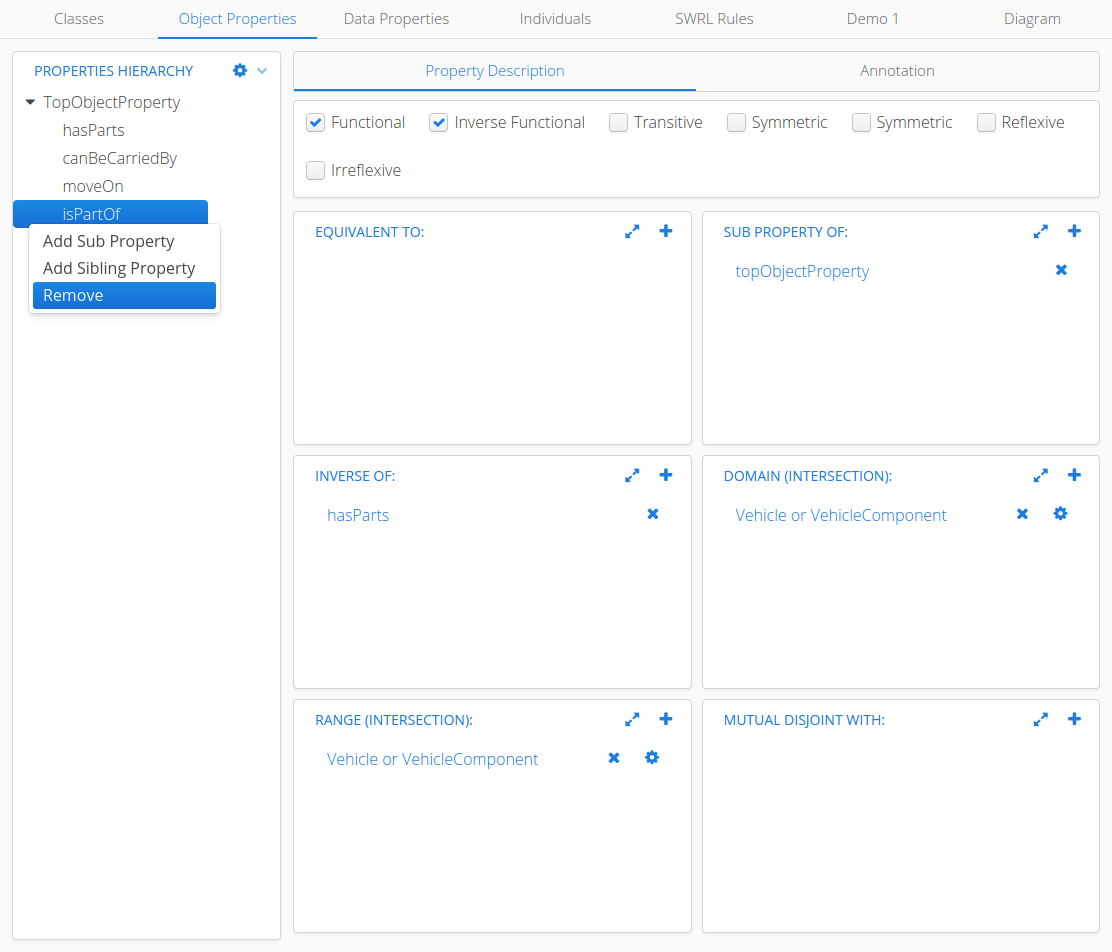 Classes Object Properties Data Properties Individuals SWRL Rules Demo 1 Diagram
PROPERTIES HIERARCHY
TopObjectProperty
hasParts
canBeCarriedBy
moveOn
isPartOf
Add Sub Property
Add Sibling Property
Remove
Property Description Annotation
Functional Inverse Functional Transitive Symmetric Symmetric Reflexive
Irreflexive
EQUIVALENT TO:
SUB PROPERTY OF:
topObjectProperty
INVERSE OF:
hasParts
DOMAIN (INTERSECTION):
Vehicle or VehicleComponent
RANGE (INTERSECTION):
Vehicle or VehicleComponent
MUTUAL DISJOINT WITH: